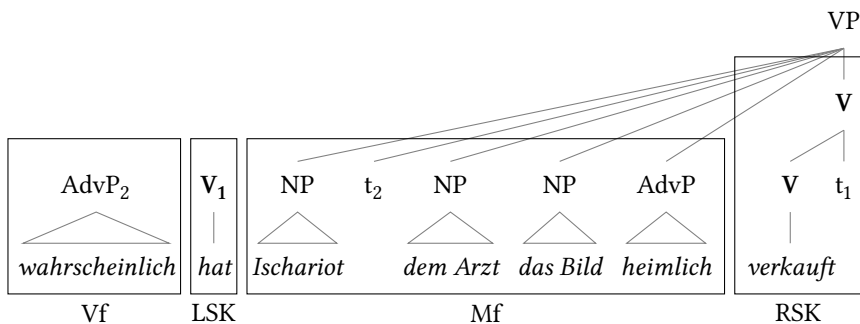 VP
V
AdvP₂ V₁ NP t₂ NP NP AdvP V t₁
wahrscheinlich hat Ischariot dem Arzt das Bild heimlich verkauft
Vf LSK Mf RSK